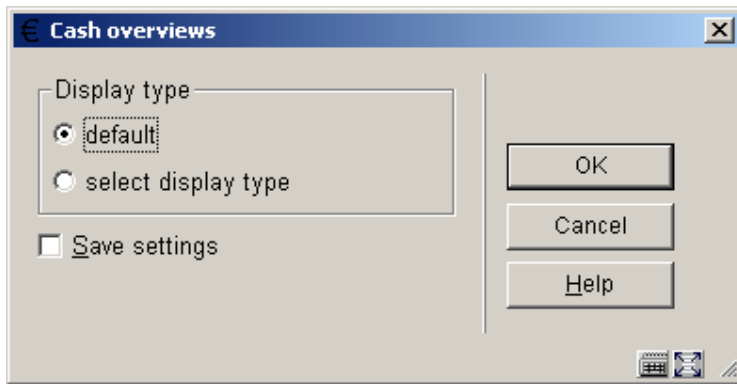 € Cash overviews
Display type
default
select display type
Save settings
OK
Cancel
Help